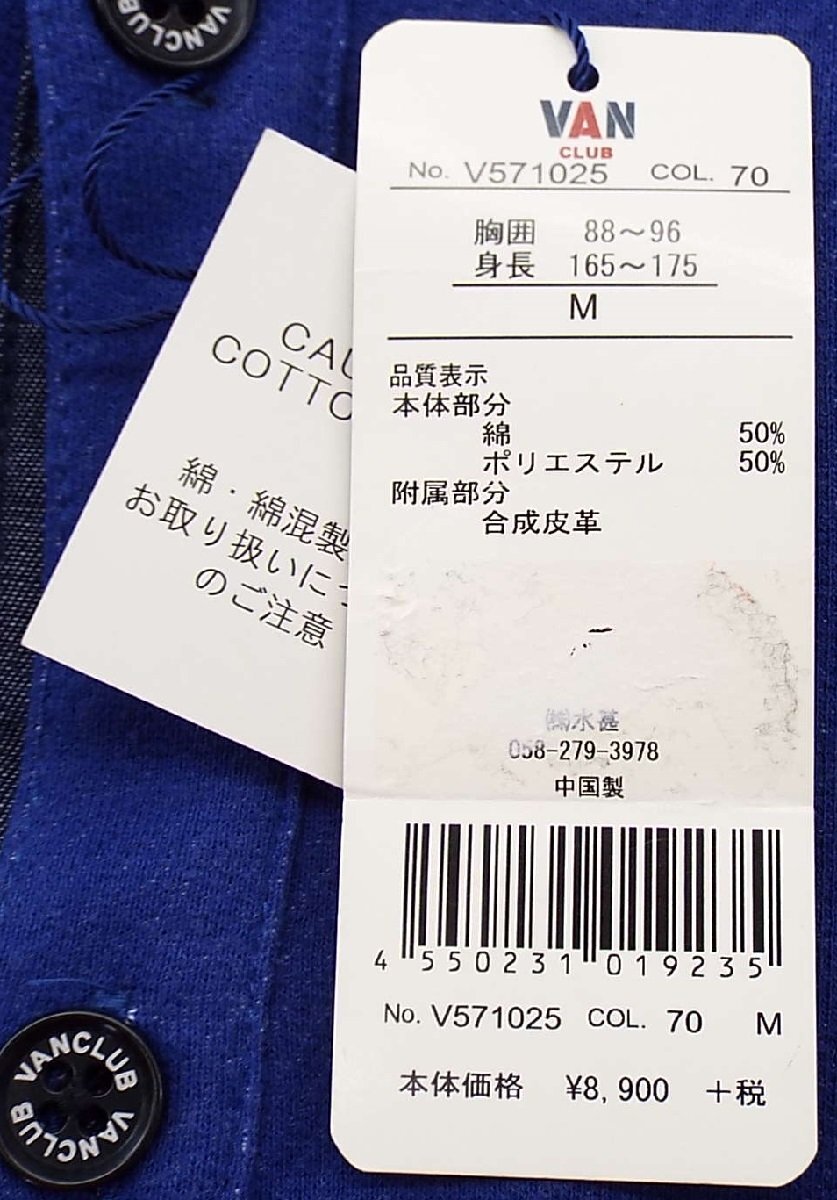 VANCLUB
VAN
CLUB
No. V571025 COL. 70
胸囲 88～96
身長 165～175
M
品質表示
本体部分
綿 50%
ポリエステル 50%
附属部分
合成皮革
㈱水甚
058-279-3978
中国製
4 550231 019235
No. V571025 COL. 70 M
本体価格 ¥8,900 +税
COTTO
綿・綿混製
お取り扱いに
のご注意
VANCLUB VANCLUB